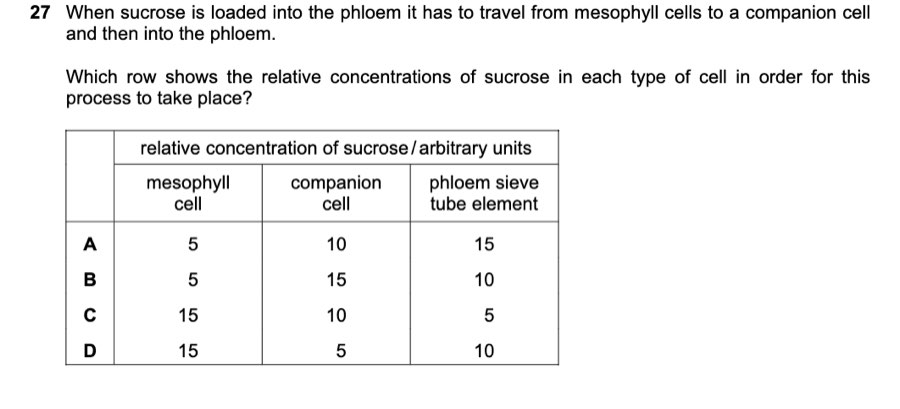 27 When sucrose is loaded into the phloem it has to travel from mesophyll cells to a companion cell
and then into the phloem.
Which row shows the relative concentrations of sucrose in each type of cell in order for this
process to take place?
relative concentration of sucrose / arbitrary units
mesophyll cell companion cell phloem sieve tube element
A 5 10 15
B 5 15 10
C 15 10 5
D 15 5 10